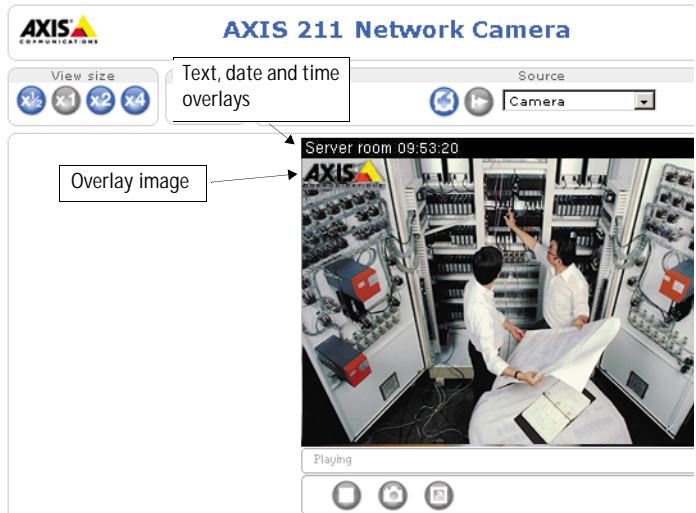 AXIS
COMMUNICATIONS
AXIS 211 Network Camera
View size
x½ x1 x2 x4
Text, date and time
overlays
Source
Camera
Server room 09:53:20
AXIS
COMMUNICATIONS
Overlay image
Playing